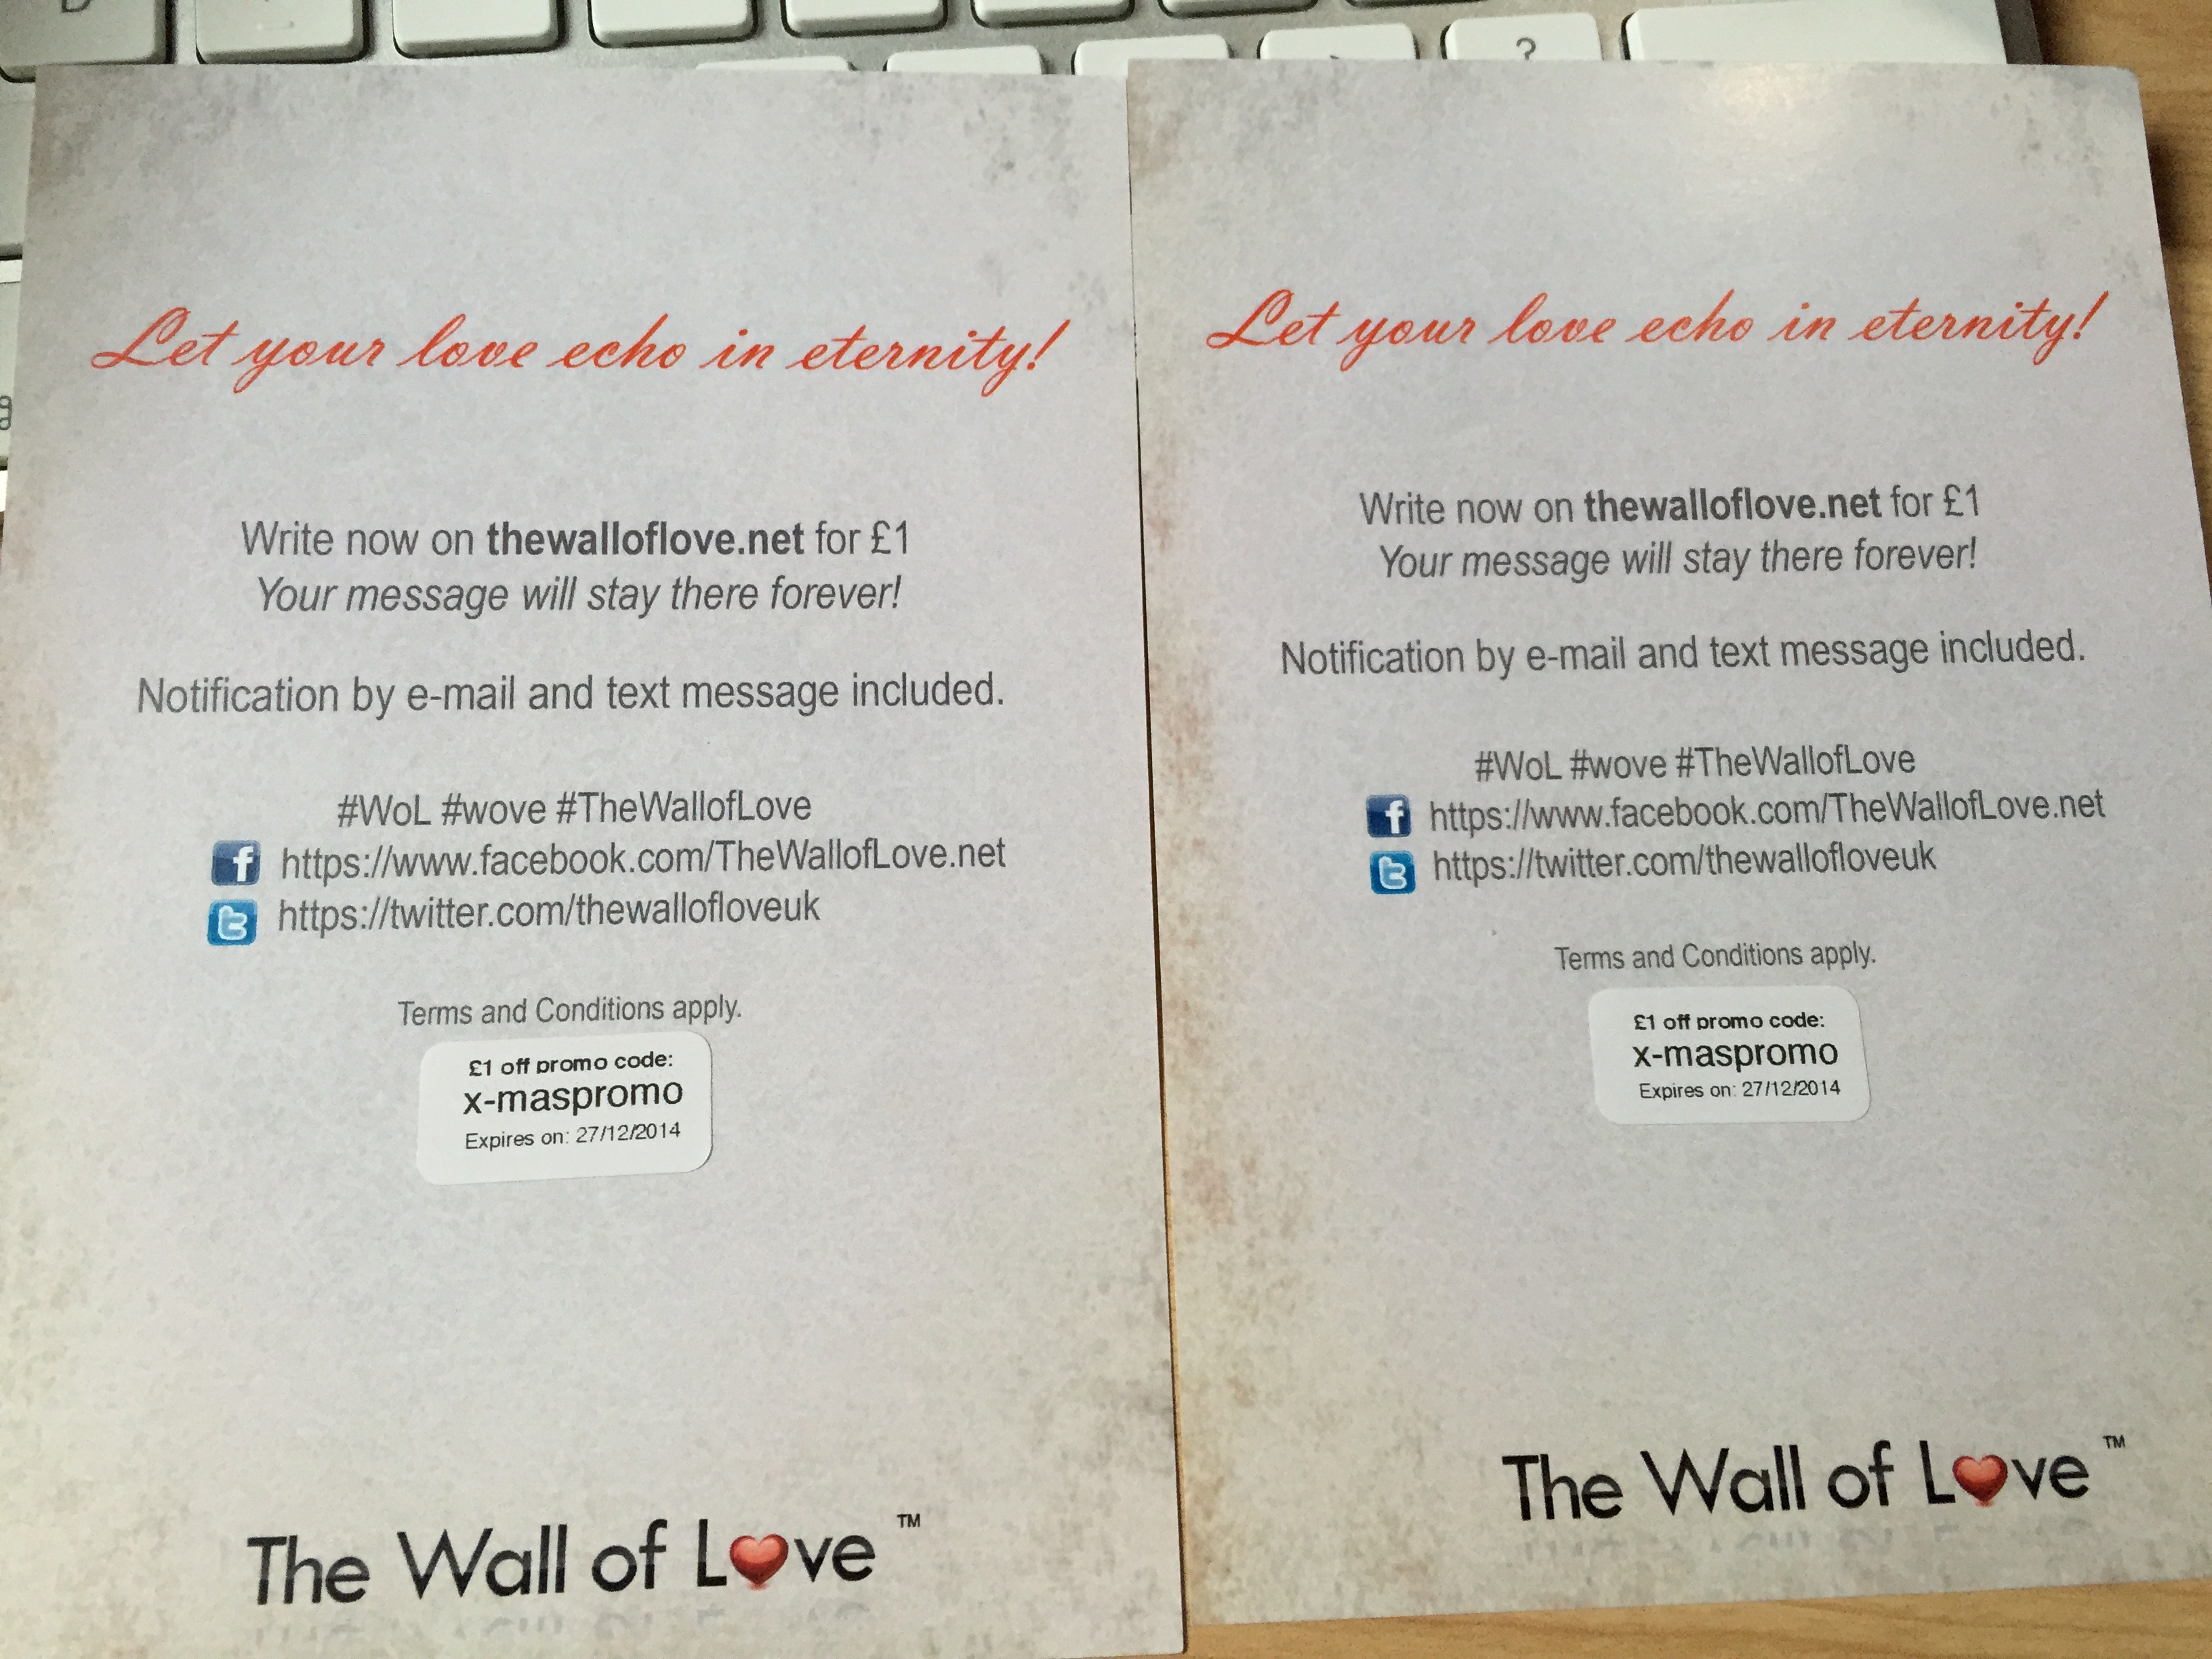 D
?
Let your love echo in eternity!
Write now on thewalloflove.net for £1
Your message will stay there forever!
Notification by e-mail and text message included.
#WoL #wove #TheWallofLove
https://www.facebook.com/TheWallofLove.net
https://twitter.com/thewallofloveuk
Terms and Conditions apply.
£1 off promo code:
x-maspromo
Expires on: 27/12/2014
The Wall of Love™
Let your love echo in eternity!
Write now on thewalloflove.net for £1
Your message will stay there forever!
Notification by e-mail and text message included.
#WoL #wove #TheWallofLove
https://www.facebook.com/TheWallofLove.net
https://twitter.com/thewallofloveuk
Terms and Conditions apply.
£1 off promo code:
x-maspromo
Expires on: 27/12/2014
The Wall of Love™